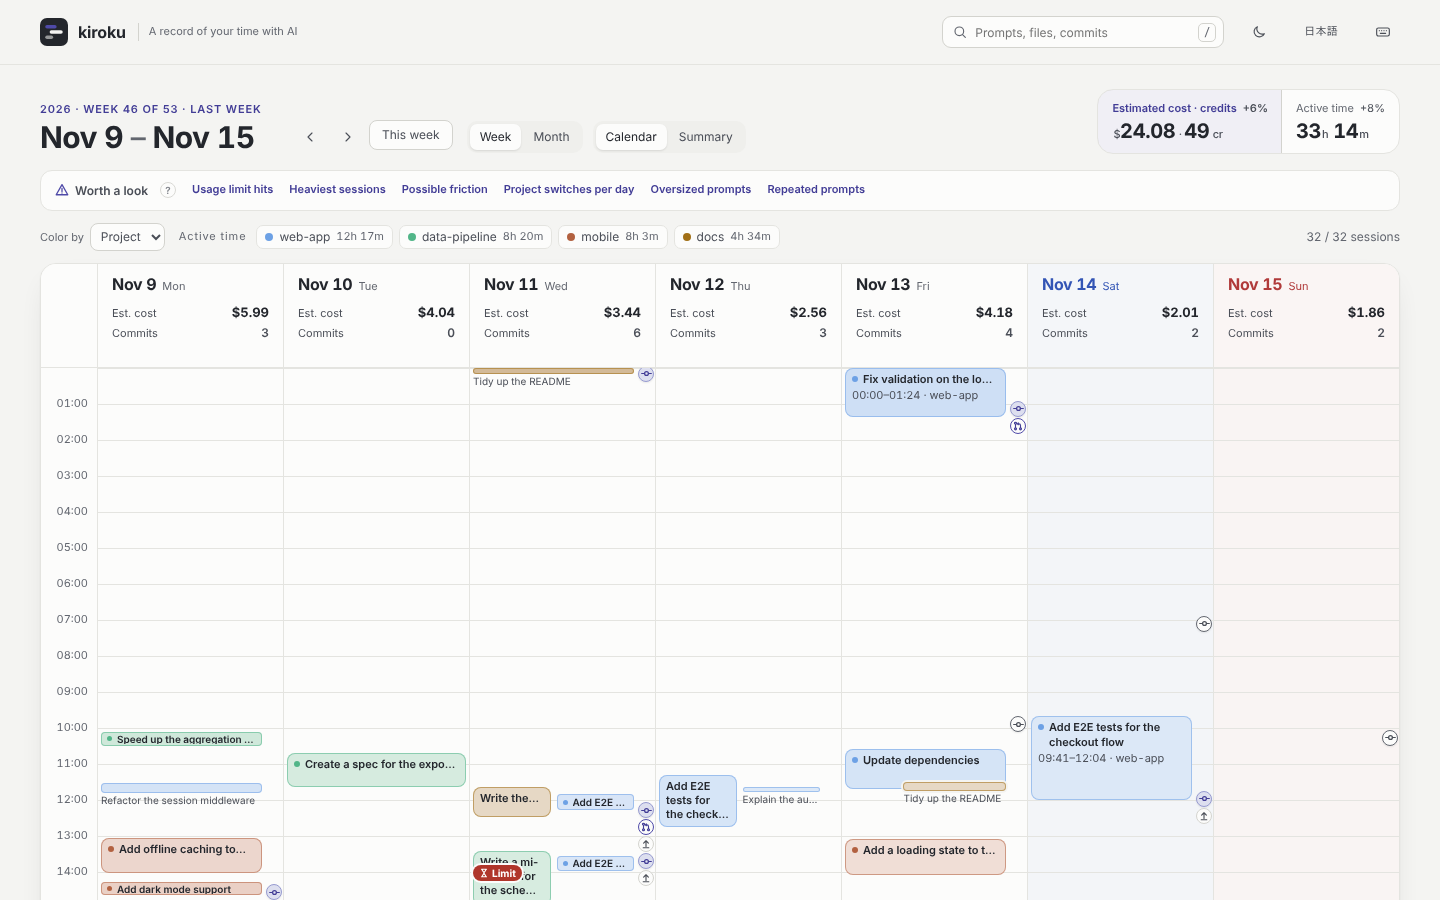 kiroku
A record of your time with AI
Prompts, files, commits
/
日本語
2026 · WEEK 46 OF 53 · LAST WEEK
Nov 9 – Nov 15
This week
Week
Month
Calendar
Summary
Estimated cost · credits +6%
$24.08 · 49 cr
Active time +8%
33h 14m
Worth a look
?
Usage limit hits
Heaviest sessions
Possible friction
Project switches per day
Oversized prompts
Repeated prompts
Color by
Project
Active time
web-app 12h 17m
data-pipeline 8h 20m
mobile 8h 3m
docs 4h 34m
32 / 32 sessions
Nov 9 Mon
Est. cost $5.99
Commits 3
Nov 10 Tue
Est. cost $4.04
Commits 0
Nov 11 Wed
Est. cost $3.44
Commits 6
Nov 12 Thu
Est. cost $2.56
Commits 3
Nov 13 Fri
Est. cost $4.18
Commits 4
Nov 14 Sat
Est. cost $2.01
Commits 2
Nov 15 Sun
Est. cost $1.86
Commits 2
01:00
02:00
03:00
04:00
05:00
06:00
07:00
08:00
09:00
10:00
11:00
12:00
13:00
14:00
Speed up the aggregation ...
Refactor the session middleware
Add offline caching to...
Add dark mode support
Create a spec for the expo...
Tidy up the README
Write the...
Add E2E ...
Write a mi-
Limit
or
the sche...
Add E2E ...
Add E2E
tests for
the check...
Explain the au...
Fix validation on the lo...
00:00–01:24 · web-app
Update dependencies
Tidy up the README
Add a loading state to t...
Add E2E tests for the
checkout flow
09:41–12:04 · web-app